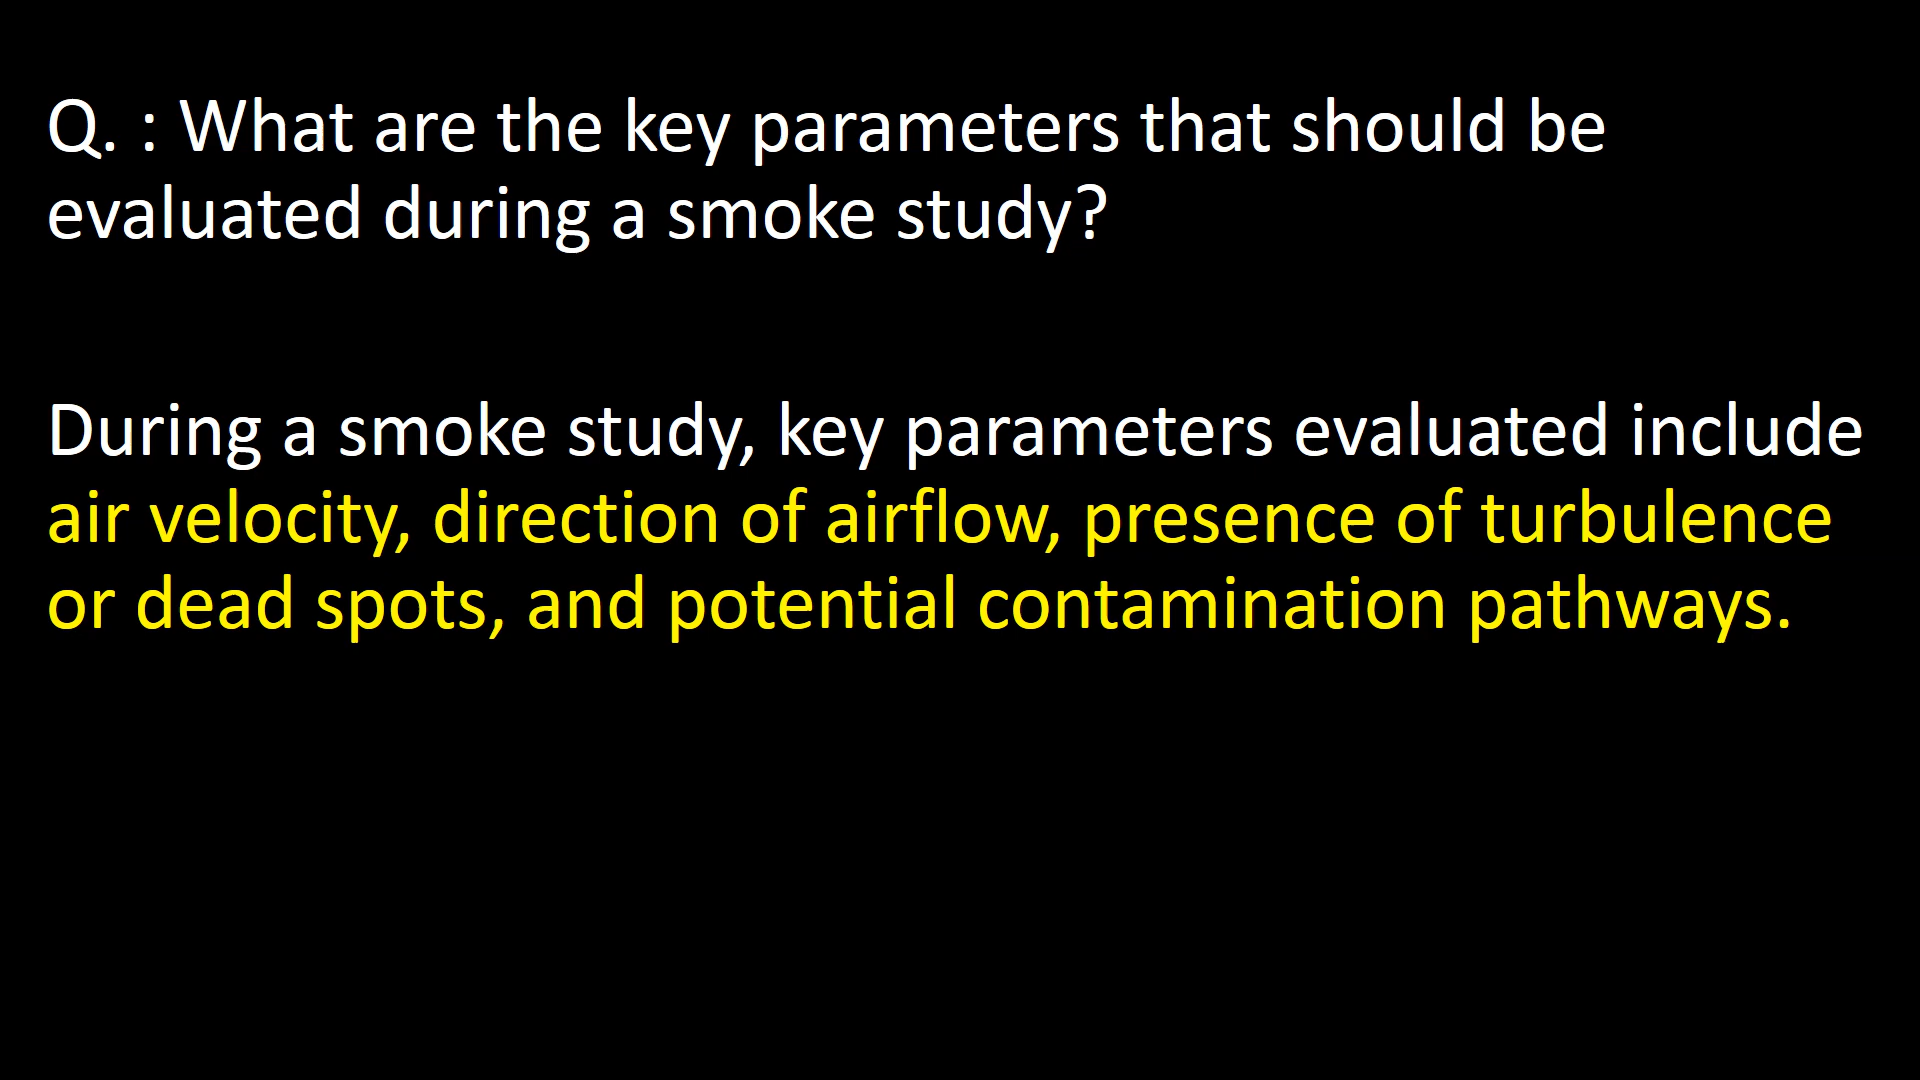 Q. : What are the key parameters that should be
evaluated during a smoke study?
During a smoke study, key parameters evaluated include
air velocity, direction of airflow, presence of turbulence
or dead spots, and potential contamination pathways.